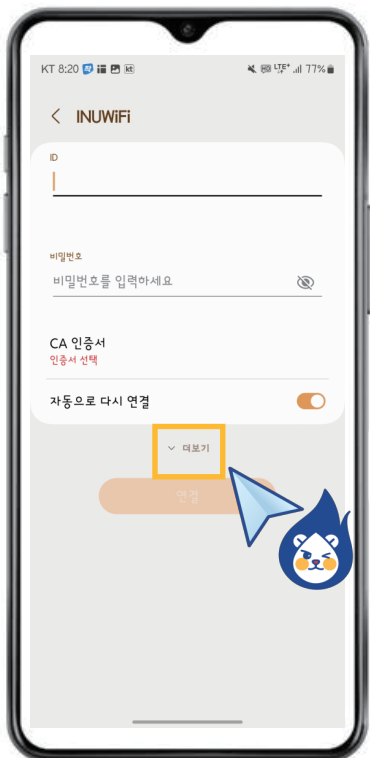 KT 8:20 kt LTE+ 77%
INUWiFi
ID
비밀번호
비밀번호를 입력하세요
CA 인증서
인증서 선택
자동으로 다시 연결
더보기
연결